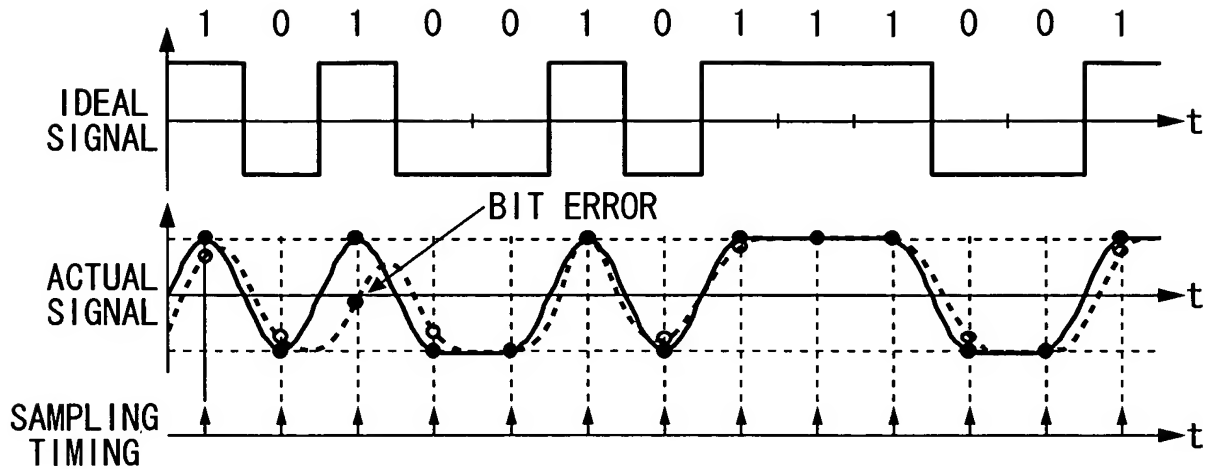 1 0 1 0 0 1 0 1 1 1 0 0 1
IDEAL
SIGNAL
t
BIT ERROR
ACTUAL
SIGNAL
t
SAMPLING
TIMING
t